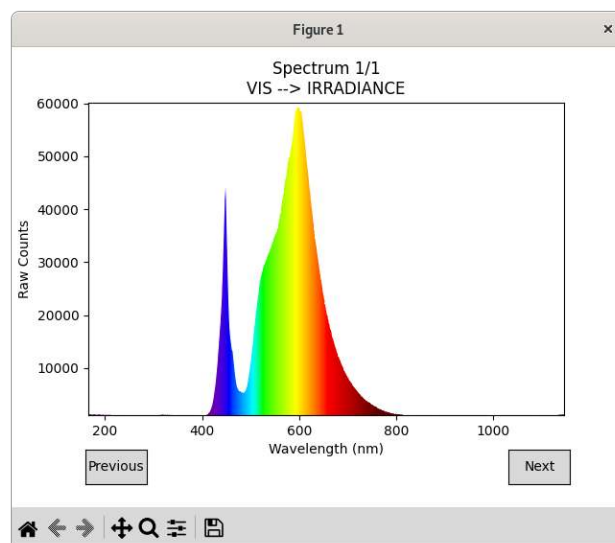 Figure 1
×
Spectrum 1/1
VIS --> IRRADIANCE
60000
50000
40000
30000
20000
10000
Raw Counts
200 400 600 800 1000
Wavelength (nm)
Previous
Next